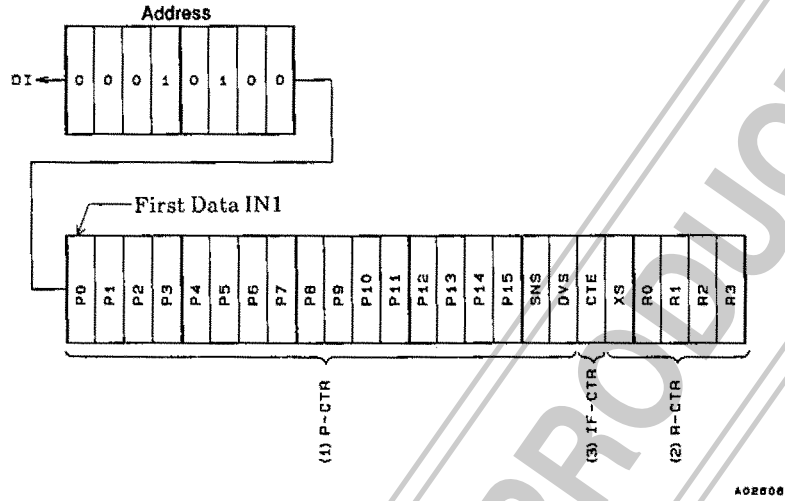 Address
DI 0 0 0 1 0 1 0 0
First Data IN1
P0 P1 P2 P3 P4 P5 P6 P7 P8 P9 P10 P11 P12 P13 P14 P15 SNS DVS CTE XS R0 R1 R2 R3
(1) P-CTR
(3) IF-CTR
(2) R-CTR
A02606